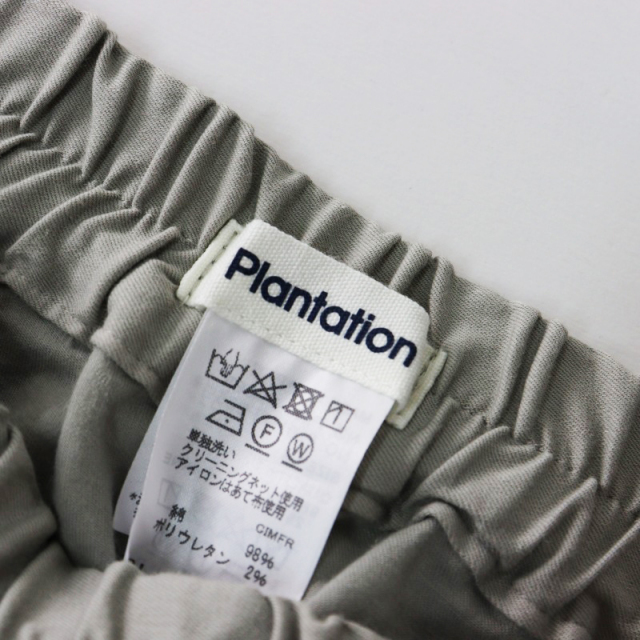 Plantation
F
W
単独洗い
クリーニングネット使用
アイロンはあて布使用
CIMFR
綿 98%
ポリウレタン 2%